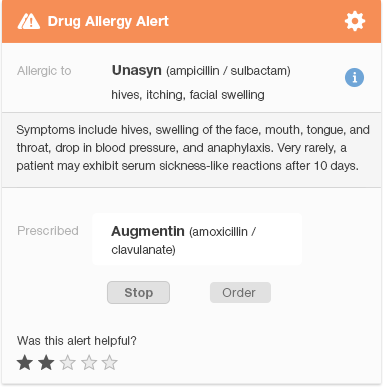 Drug Allergy Alert
Allergic to Unasyn (ampicillin / sulbactam)
hives, itching, facial swelling
Symptoms include hives, swelling of the face, mouth, tongue, and
throat, drop in blood pressure, and anaphylaxis. Very rarely, a
patient may exhibit serum sickness-like reactions after 10 days.
Prescribed Augmentin (amoxicillin /
clavulanate)
Stop Order
Was this alert helpful?